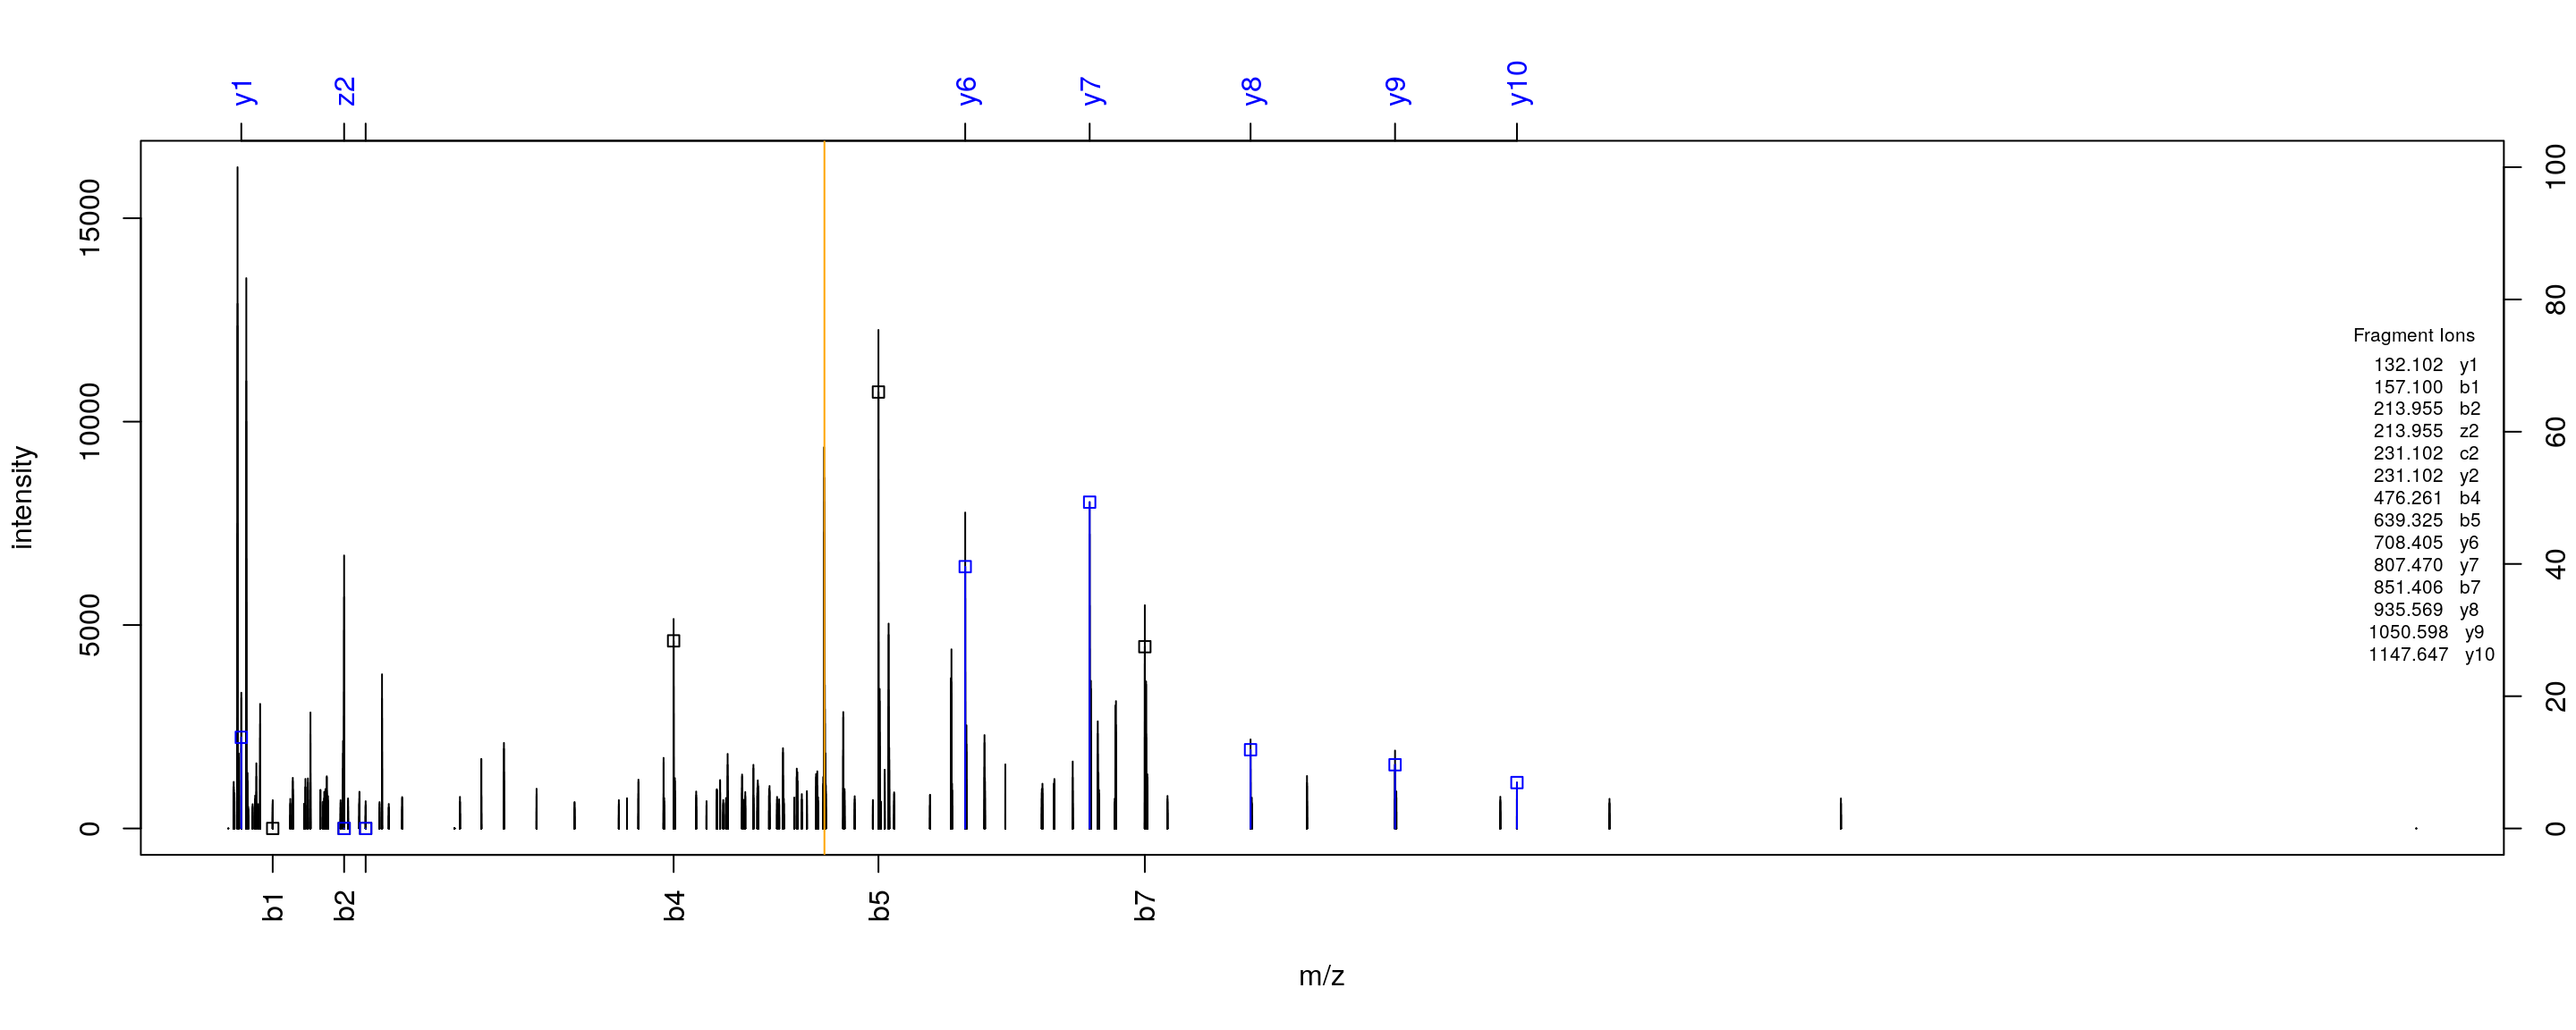 y1 z2 y6 y7 y8 y9 y10
15000
10000
5000
0
intensity
100
80
60
40
20
0
Fragment Ions
132.102 y1
157.100 b1
213.955 b2
213.955 z2
231.102 c2
231.102 y2
476.261 b4
639.325 b5
708.405 y6
807.470 y7
851.406 b7
935.569 y8
1050.598 y9
1147.647 y10
b1 b2 b4 b5 b7
m/z